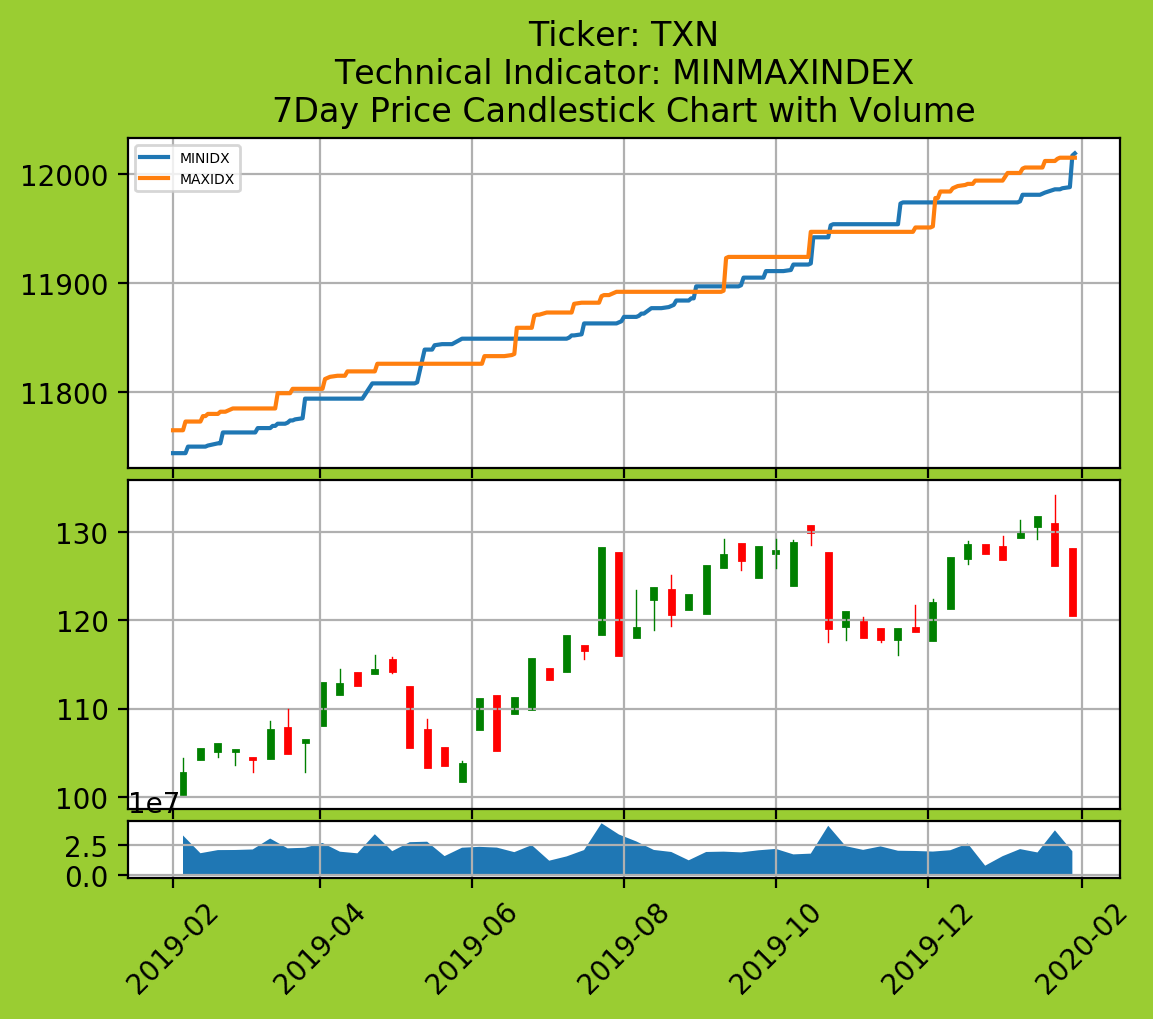 Ticker: TXN
Technical Indicator: MINMAXINDEX
7Day Price Candlestick Chart with Volume
MINIDX
MAXIDX
12000
11900
11800
130
120
110
100
1e7
2.5
0.0
2019-02
2019-04
2019-06
2019-08
2019-10
2019-12
2020-02